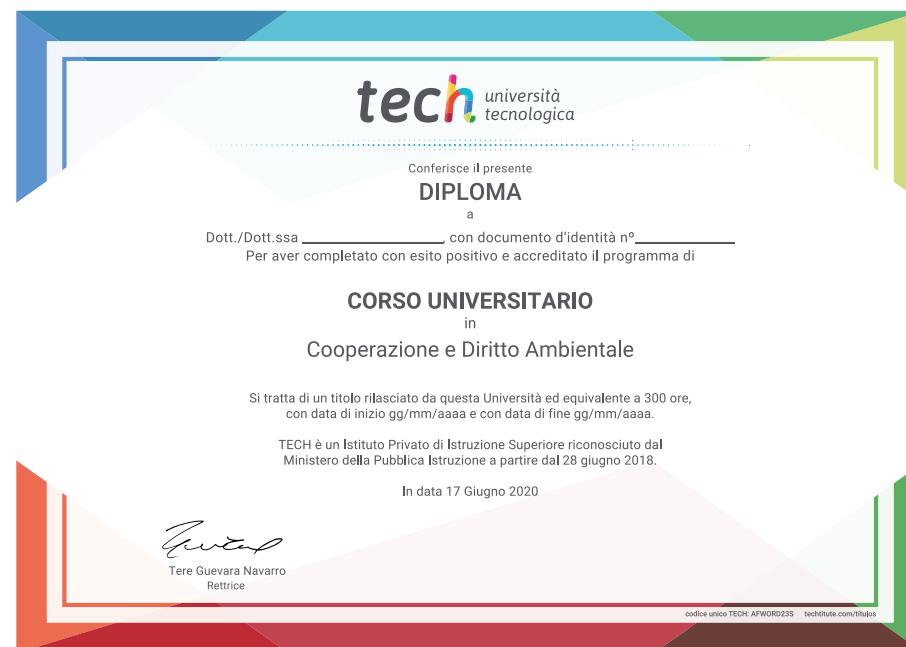 tech università
tecnologica
Conferisce il presente
DIPLOMA
a
Dott./Dott.ssa ________________, con documento d'identità nº____________
Per aver completato con esito positivo e accreditato il programma di
CORSO UNIVERSITARIO
in
Cooperazione e Diritto Ambientale
Si tratta di un titolo rilasciato da questa Università ed equivalente a 300 ore,
con data di inizio gg/mm/aaaa e con data di fine gg/mm/aaaa.
TECH è un Istituto Privato di Istruzione Superiore riconosciuto dal
Ministero della Pubblica Istruzione a partire dal 28 giugno 2018.
In data 17 Giugno 2020
Tere Guevara Navarro
Rettrice
codice unico TECH: AFWORD23S techtitute.com/títulos